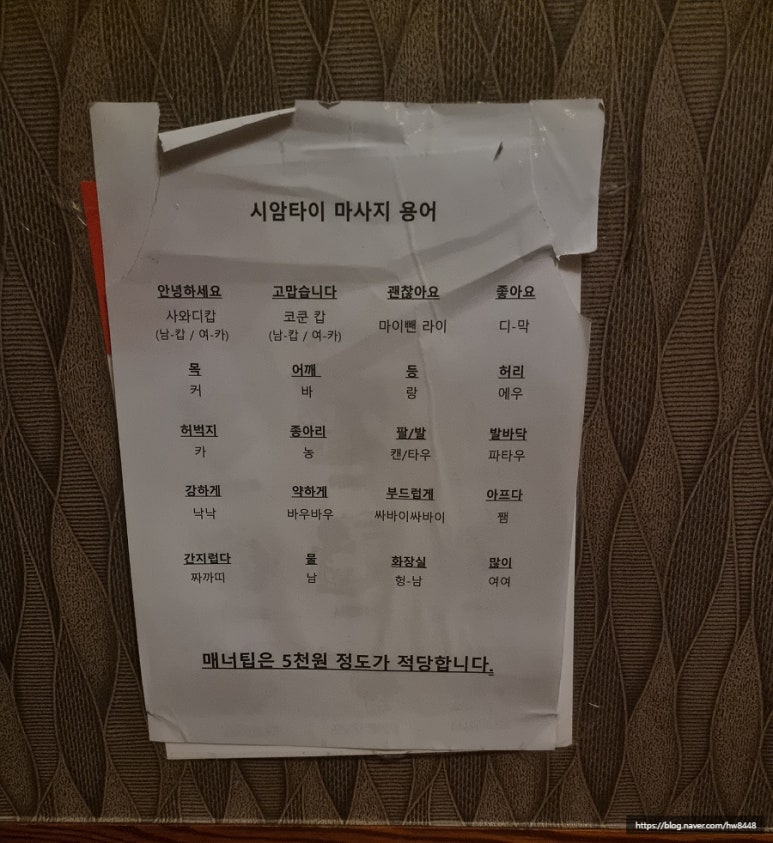 시암타이 마사지 용어
안녕하세요 고맙습니다 괜찮아요 좋아요
사와디캅 코쿤 캅 마이뺀 라이 디-막
(남-캅 / 여-카) (남-캅 / 여-카)
목 어깨 등 허리
커 바 랑 에우
허벅지 종아리 팔/발 발바닥
카 농 캔/타우 파타우
강하게 약하게 부드럽게 아프다
낙낙 바우바우 싸바이싸바이 쨉
간지럽다 물 화장실 많이
짜까띠 남 헝-남 여여
매너팁은 5천원 정도가 적당합니다.
https://blog.naver.com/hw8448